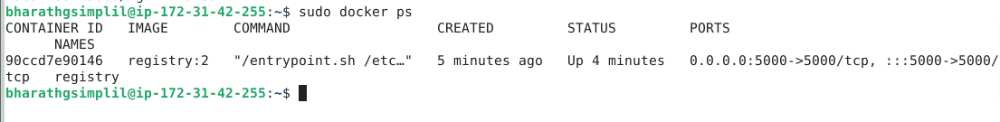 bharathgsimplil@ip-172-31-42-255:~$ sudo docker ps
CONTAINER ID   IMAGE        COMMAND                  CREATED         STATUS         PORTS
      NAMES
90ccd7e90146   registry:2   "/entrypoint.sh /etc…"   5 minutes ago   Up 4 minutes   0.0.0.0:5000->5000/tcp, :::5000->5000/
tcp   registry
bharathgsimplil@ip-172-31-42-255:~$